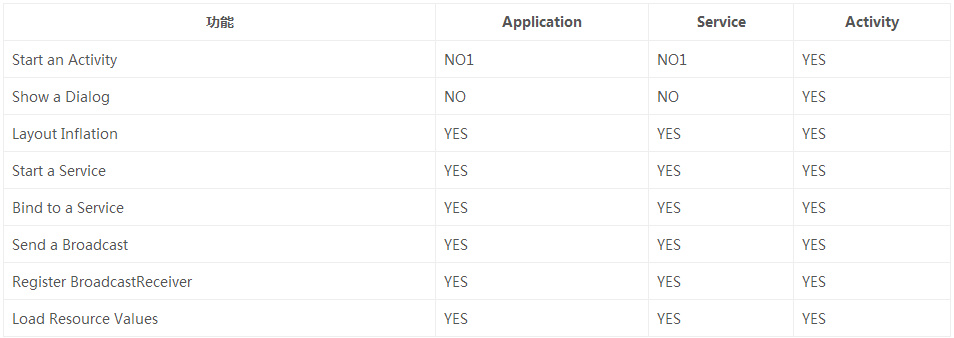 功能 Application Service Activity
Start an Activity NO1 NO1 YES
Show a Dialog NO NO YES
Layout Inflation YES YES YES
Start a Service YES YES YES
Bind to a Service YES YES YES
Send a Broadcast YES YES YES
Register BroadcastReceiver YES YES YES
Load Resource Values YES YES YES